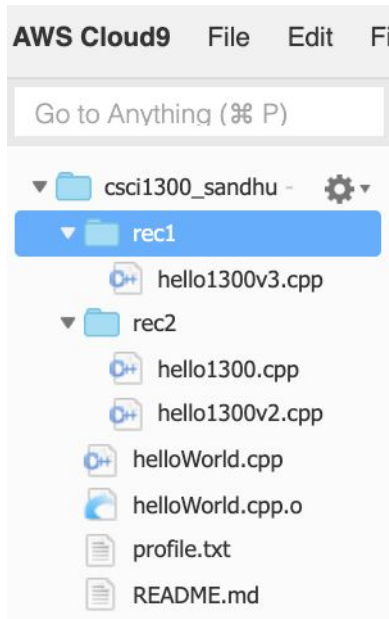 AWS Cloud9 File Edit Fi
Go to Anything (⌘ P)
csci1300_sandhu -
rec1
hello1300v3.cpp
rec2
hello1300.cpp
hello1300v2.cpp
helloWorld.cpp
helloWorld.cpp.o
profile.txt
README.md